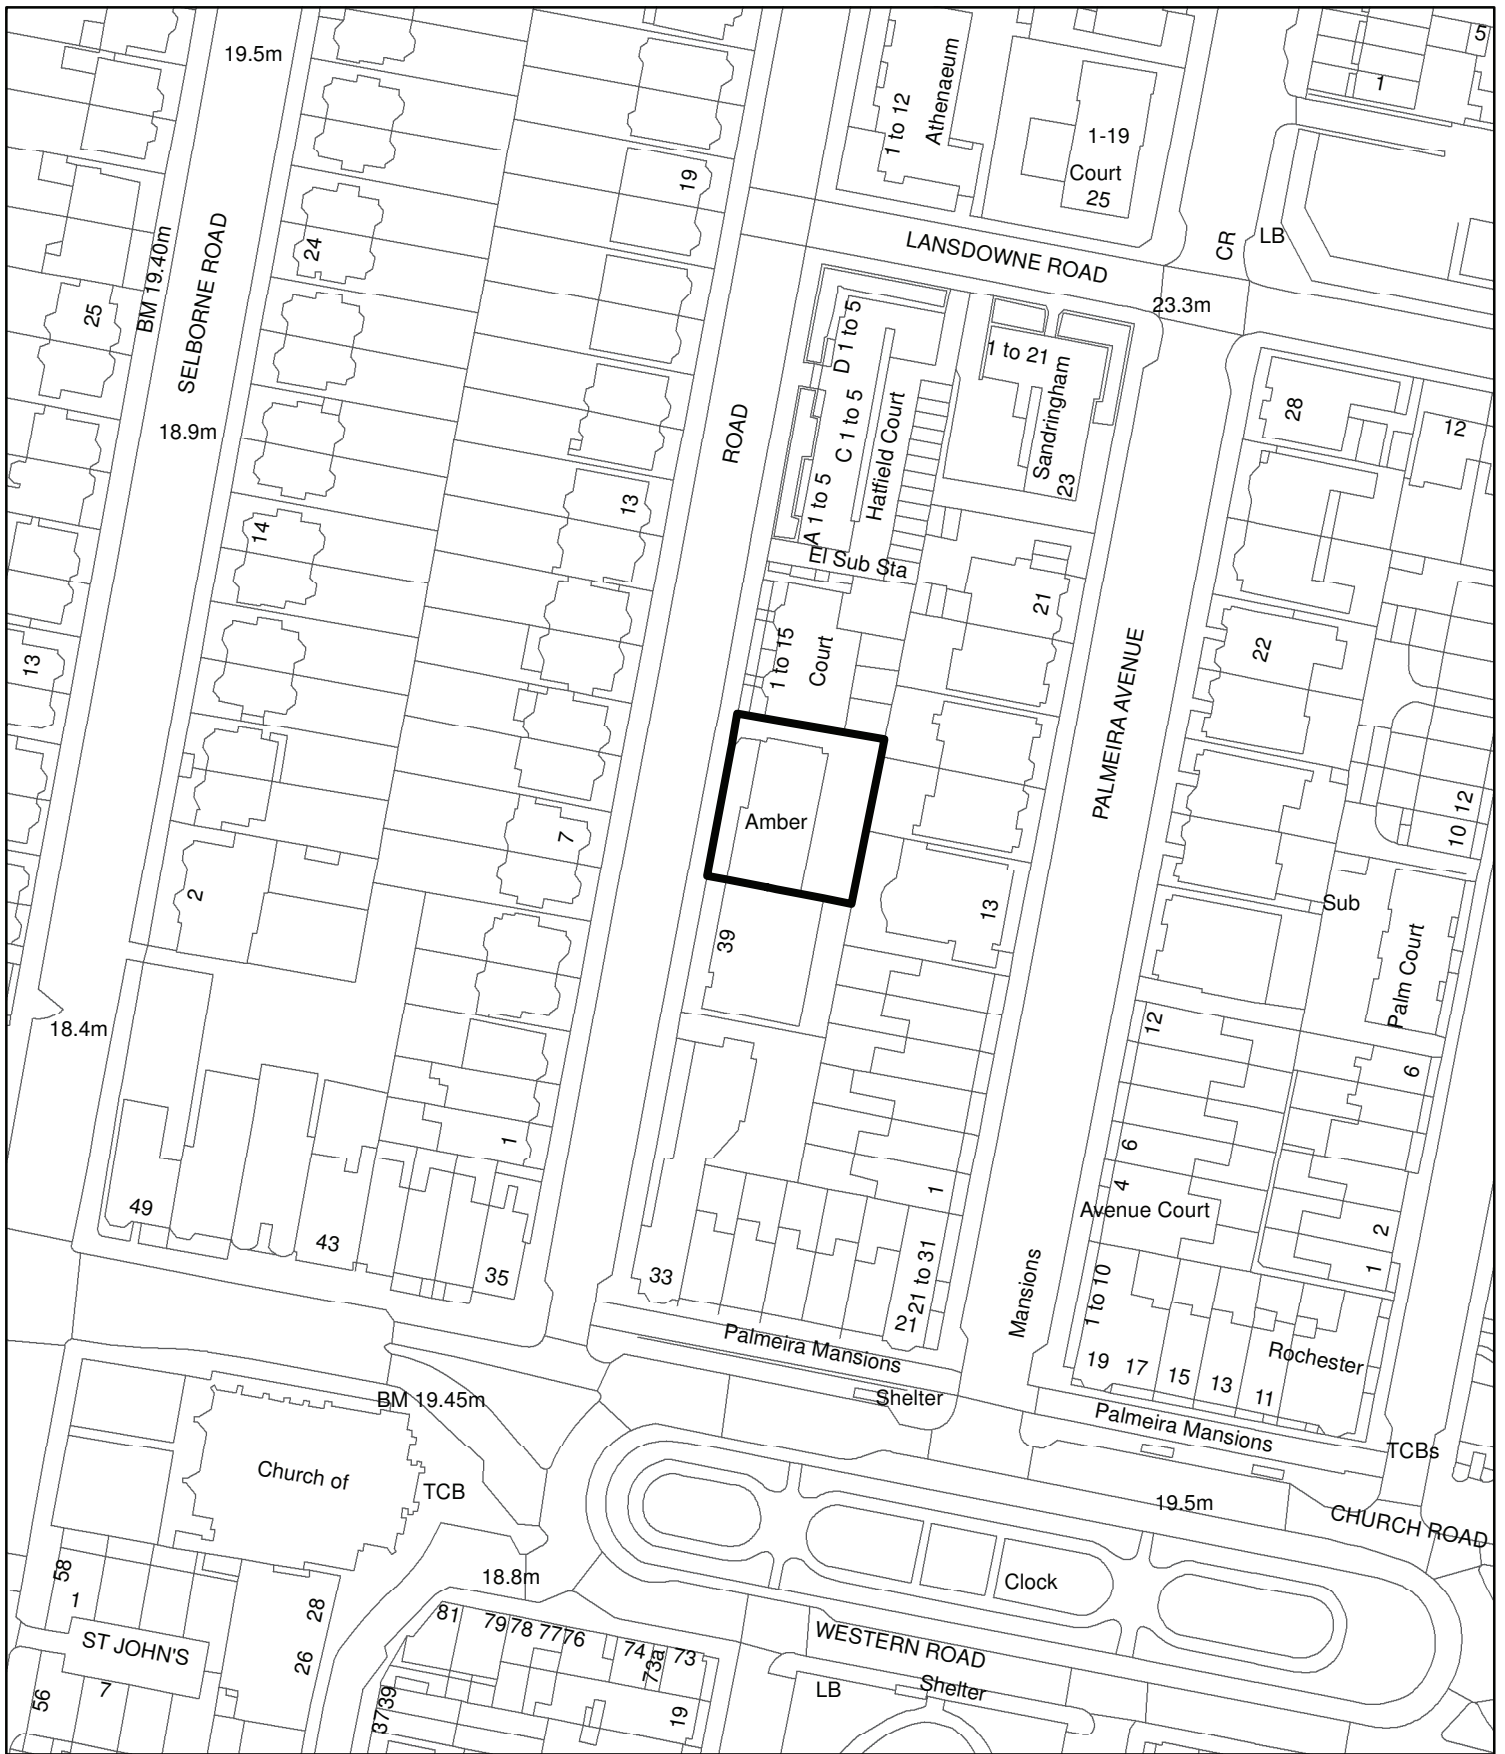 19.5m
5
1
1 to 12
Athenaeum
1-19
Court
25
19
24
BM 19.40m
SELBORNE ROAD
25
LANSDOWNE ROAD
CR
LB
23.3m
D 1 to 5
C 1 to 5
A 1 to 5
Hatfield Court
1 to 21
Sandringham
23
28
12
18.9m
ROAD
13
14
El Sub Sta
21
22
1 to 15
Court
13
PALMEIRA AVENUE
12
10
7
Amber
2
13
Sub
39
Palm Court
18.4m
12
6
1
6
4
1
Avenue Court
2
1
49
43
35
33
21 to 31
21
Mansions
1 to 10
Palmeira Mansions
19
17
15
13
11
Rochester
Shelter
BM 19.45m
Palmeira Mansions
TCBs
Church of
TCB
19.5m
CHURCH ROAD
18.8m
Clock
58
1
28
81
79
78
77
76
74
73a
73
WESTERN ROAD
ST JOHN'S
26
56
7
37
39
19
LB
Shelter